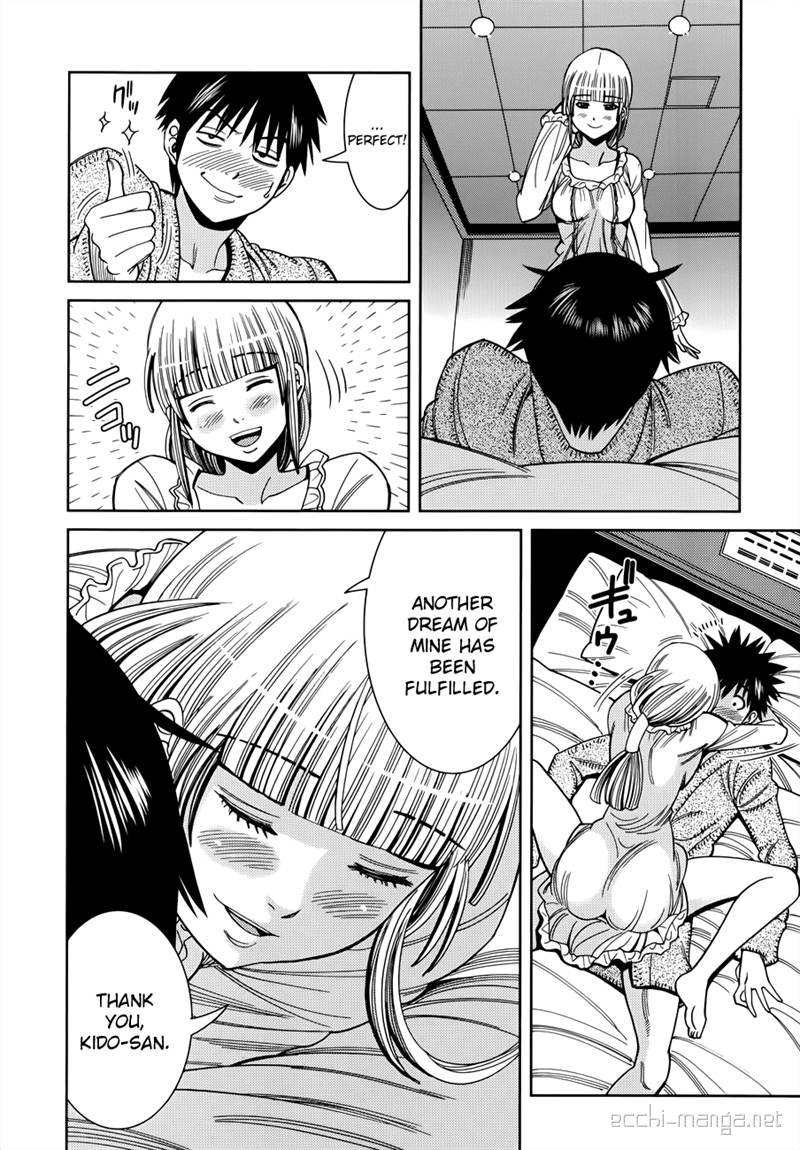 ...
PERFECT!
グッ
ニコッ
ギュウ...
ANOTHER
DREAM OF
MINE HAS
BEEN
FULFILLED.
THANK
YOU,
KIDO-SAN.
ecchi-manga.net